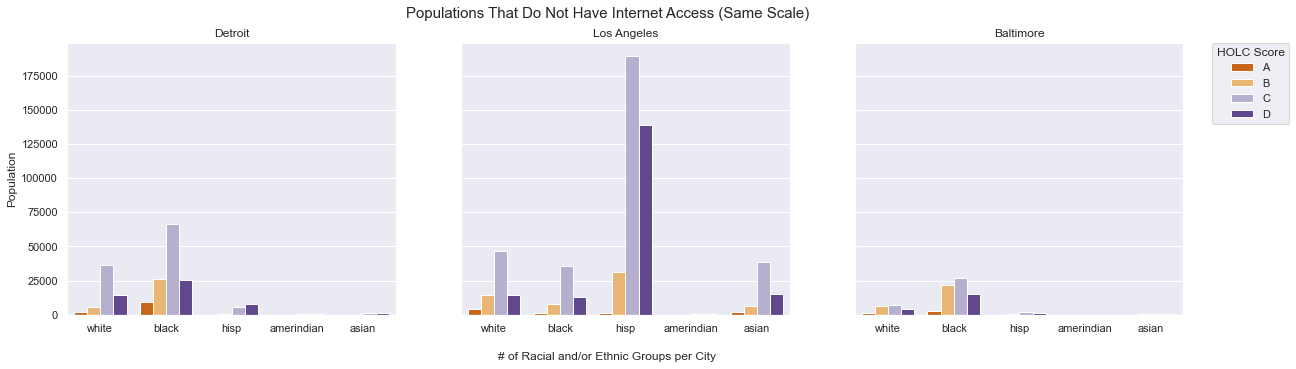 Populations That Do Not Have Internet Access (Same Scale)
Detroit
Los Angeles
Baltimore
HOLC Score
A
B
C
D
Population
175000
150000
125000
100000
75000
50000
25000
0
white black hisp amerindian asian
white black hisp amerindian asian
white black hisp amerindian asian
# of Racial and/or Ethnic Groups per City